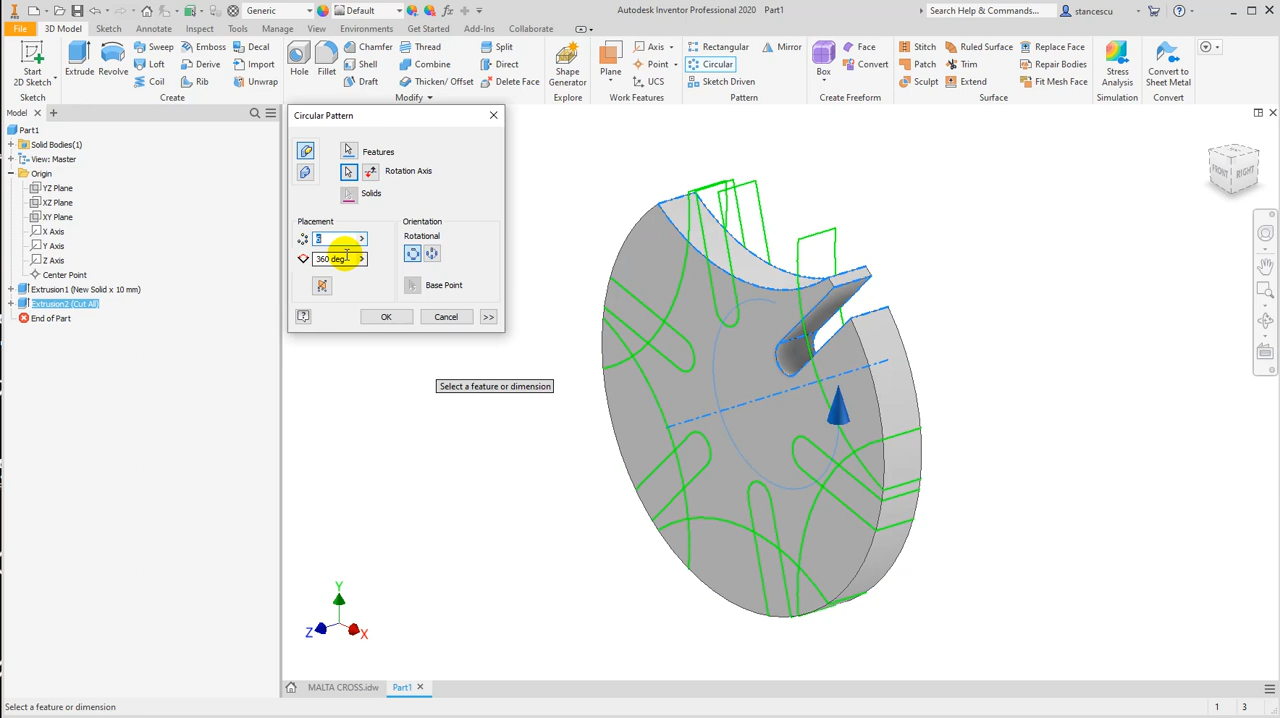 PRO
Generic
Default
Autodesk Inventor Professional 2020 Part1
Search Help & Commands...
stancescu
File
3D Model
Sketch
Annotate
Inspect
Tools
Manage
View
Environments
Get Started
Add-Ins
Collaborate
Start
2D Sketch
Sketch
Extrude
Revolve
Sweep
Loft
Coil
Emboss
Derive
Rib
Decal
Import
Unwrap
Create
Hole
Fillet
Chamfer
Shell
Draft
Thread
Combine
Thicken/ Offset
Split
Direct
Delete Face
Modify
Shape
Generator
Explore
Plane
Axis
Point
UCS
Work Features
Rectangular
Circular
Sketch Driven
Mirror
Pattern
Box
Face
Convert
Create Freeform
Stitch
Patch
Sculpt
Ruled Surface
Trim
Extend
Replace Face
Repair Bodies
Fit Mesh Face
Surface
Stress
Analysis
Simulation
Convert to
Sheet Metal
Convert
Model
Part1
Solid Bodies(1)
View: Master
Origin
YZ Plane
XZ Plane
XY Plane
X Axis
Y Axis
Z Axis
Center Point
Extrusion1 (New Solid x 10 mm)
Extrusion2 (Cut All)
End of Part
Circular Pattern
Features
Rotation Axis
Solids
Placement
Orientation
Rotational
6
360 deg
Base Point
OK
Cancel
>>
Select a feature or dimension
FRONT
RIGHT
Y
Z
X
MALTA CROSS.idw
Part1
Select a feature or dimension
1
3